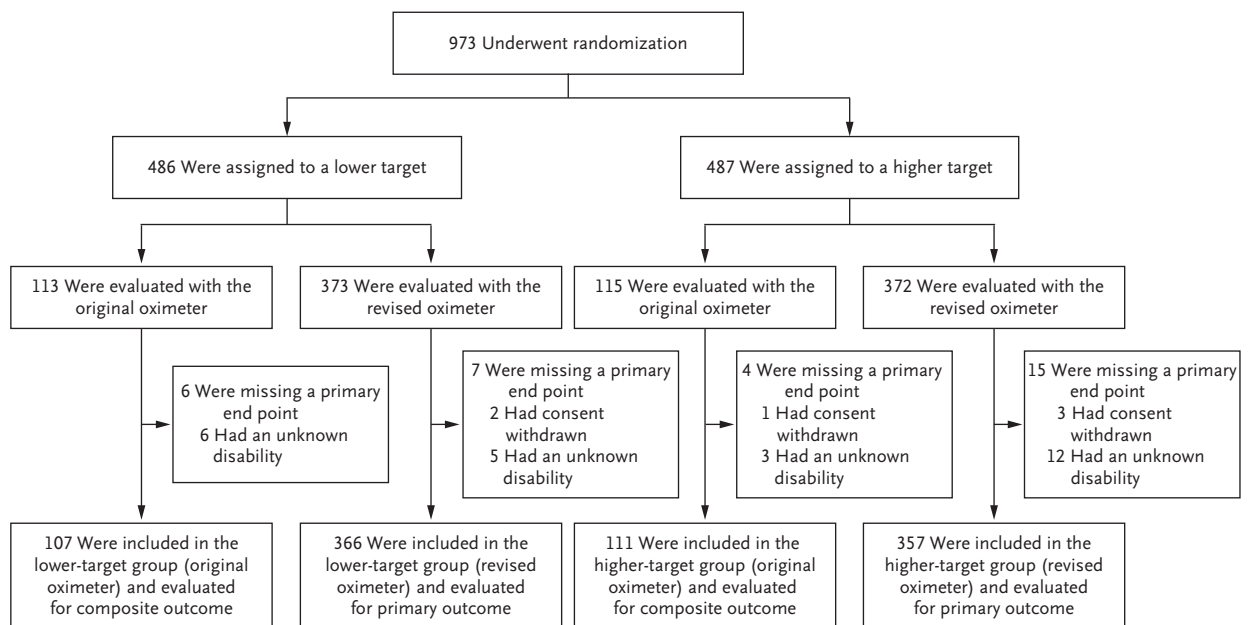 973 Underwent randomization
486 Were assigned to a lower target
487 Were assigned to a higher target
113 Were evaluated with the
original oximeter
373 Were evaluated with the
revised oximeter
115 Were evaluated with the
original oximeter
372 Were evaluated with the
revised oximeter
6 Were missing a primary
end point
6 Had an unknown
disability
7 Were missing a primary
end point
2 Had consent
withdrawn
5 Had an unknown
disability
4 Were missing a primary
end point
1 Had consent
withdrawn
3 Had an unknown
disability
15 Were missing a primary
end point
3 Had consent
withdrawn
12 Had an unknown
disability
107 Were included in the
lower-target group (original
oximeter) and evaluated
for composite outcome
366 Were included in the
lower-target group (revised
oximeter) and evaluated
for primary outcome
111 Were included in the
higher-target group (original
oximeter) and evaluated
for composite outcome
357 Were included in the
higher-target group (revised
oximeter) and evaluated
for primary outcome